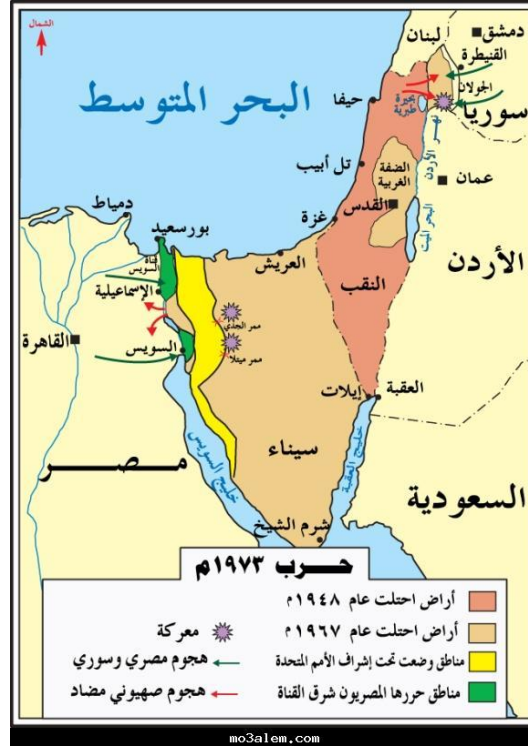 الشمال
دمشق
لبنان
القنيطرة
الجولان
سوريا
البحر المتوسط
حيفا
بحيرة
طبرية
نهر الأردن
تل أبيب
الضفة
الغربية
عمان
القدس
البحر الميت
غزة
دمياط
بورسعيد
قناة
السويس
العريش
النقب
الأردن
الإسماعيلية
ممر الجدي
القاهرة
السويس
ممر ميتلا
إيلات
العقبة
سيناء
مصر
خليج السويس
خليج العقبة
السعودية
شرم الشيخ
حرب ١٩٧٣م
أراض احتلت عام ١٩٤٨م
معركة
أراض احتلت عام ١٩٦٧م
هجوم مصري وسوري
مناطق وضعت تحت إشراف الأمم المتحدة
هجوم صهيوني مضاد
مناطق حررها المصريون شرق القناة
mo3alem.com